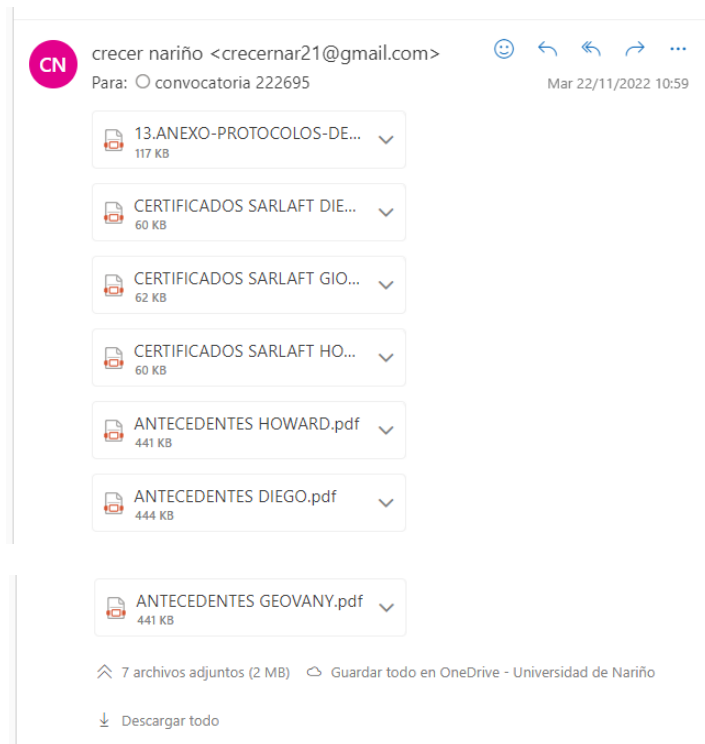 CN
crecer nariño <crecernar21@gmail.com>
Para: convocatoria 222695
Mar 22/11/2022 10:59
13.ANEXO-PROTOCOLOS-DE...
117 KB
CERTIFICADOS SARLAFT DIE...
60 KB
CERTIFICADOS SARLAFT GIO...
62 KB
CERTIFICADOS SARLAFT HO...
60 KB
ANTECEDENTES HOWARD.pdf
441 KB
ANTECEDENTES DIEGO.pdf
444 KB
ANTECEDENTES GEOVANY.pdf
441 KB
7 archivos adjuntos (2 MB) Guardar todo en OneDrive - Universidad de Nariño
Descargar todo